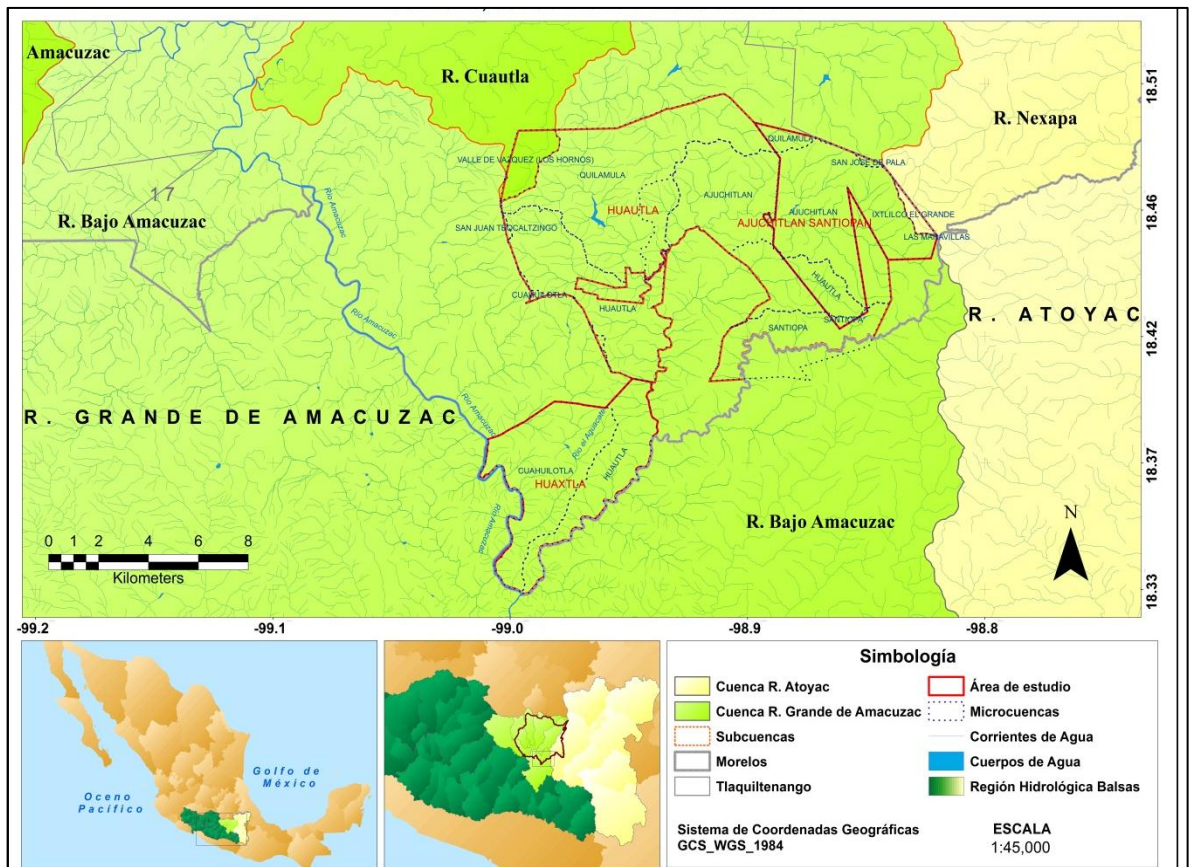 Amacuzac
R. Cuautla
R. Nexapa
17
R. Bajo Amacuzac
Río Amacuzac
VALLE DE VAZQUEZ (LOS HORNOS)
QUILAMULA
QUILAMULA
SAN JOSE DE PALA
HUAUTLA
AJUCHITLAN
AJUCHITLAN
AJUCHITLAN SANTIOPAN
IXTLILCO EL GRANDE
SAN JUAN
LAS MARAVILLAS
HUAUTLA
CUAHUILOTLA
HUAUTLA
SANTIOPA
SANTIOPA
Río Amacuzac
R. ATOYAC
R. GRANDE DE AMACUZAC
Río Amacuzac
Río el Aguacate
CUAHUILOTLA
HUAUTLA
HUAXTLA
Río Amacuzac
R. Bajo Amacuzac
N
0 2 4 6 8
Kilometers
18.51
18.46
18.42
18.37
18.33
-99.2 -99.1 -99.0 -98.9 -98.8
Golfo de
México
Oceno
Pacífico
Simbología
Cuenca R. Atoyac
Cuenca R. Grande de Amacuzac
Subcuencas
Morelos
Tlaquiltenango
Área de estudio
Microcuencas
Corrientes de Agua
Cuerpos de Agua
Región Hidrológica Balsas
Sistema de Coordenadas Geográficas
GCS_WGS_1984
ESCALA
1:45,000